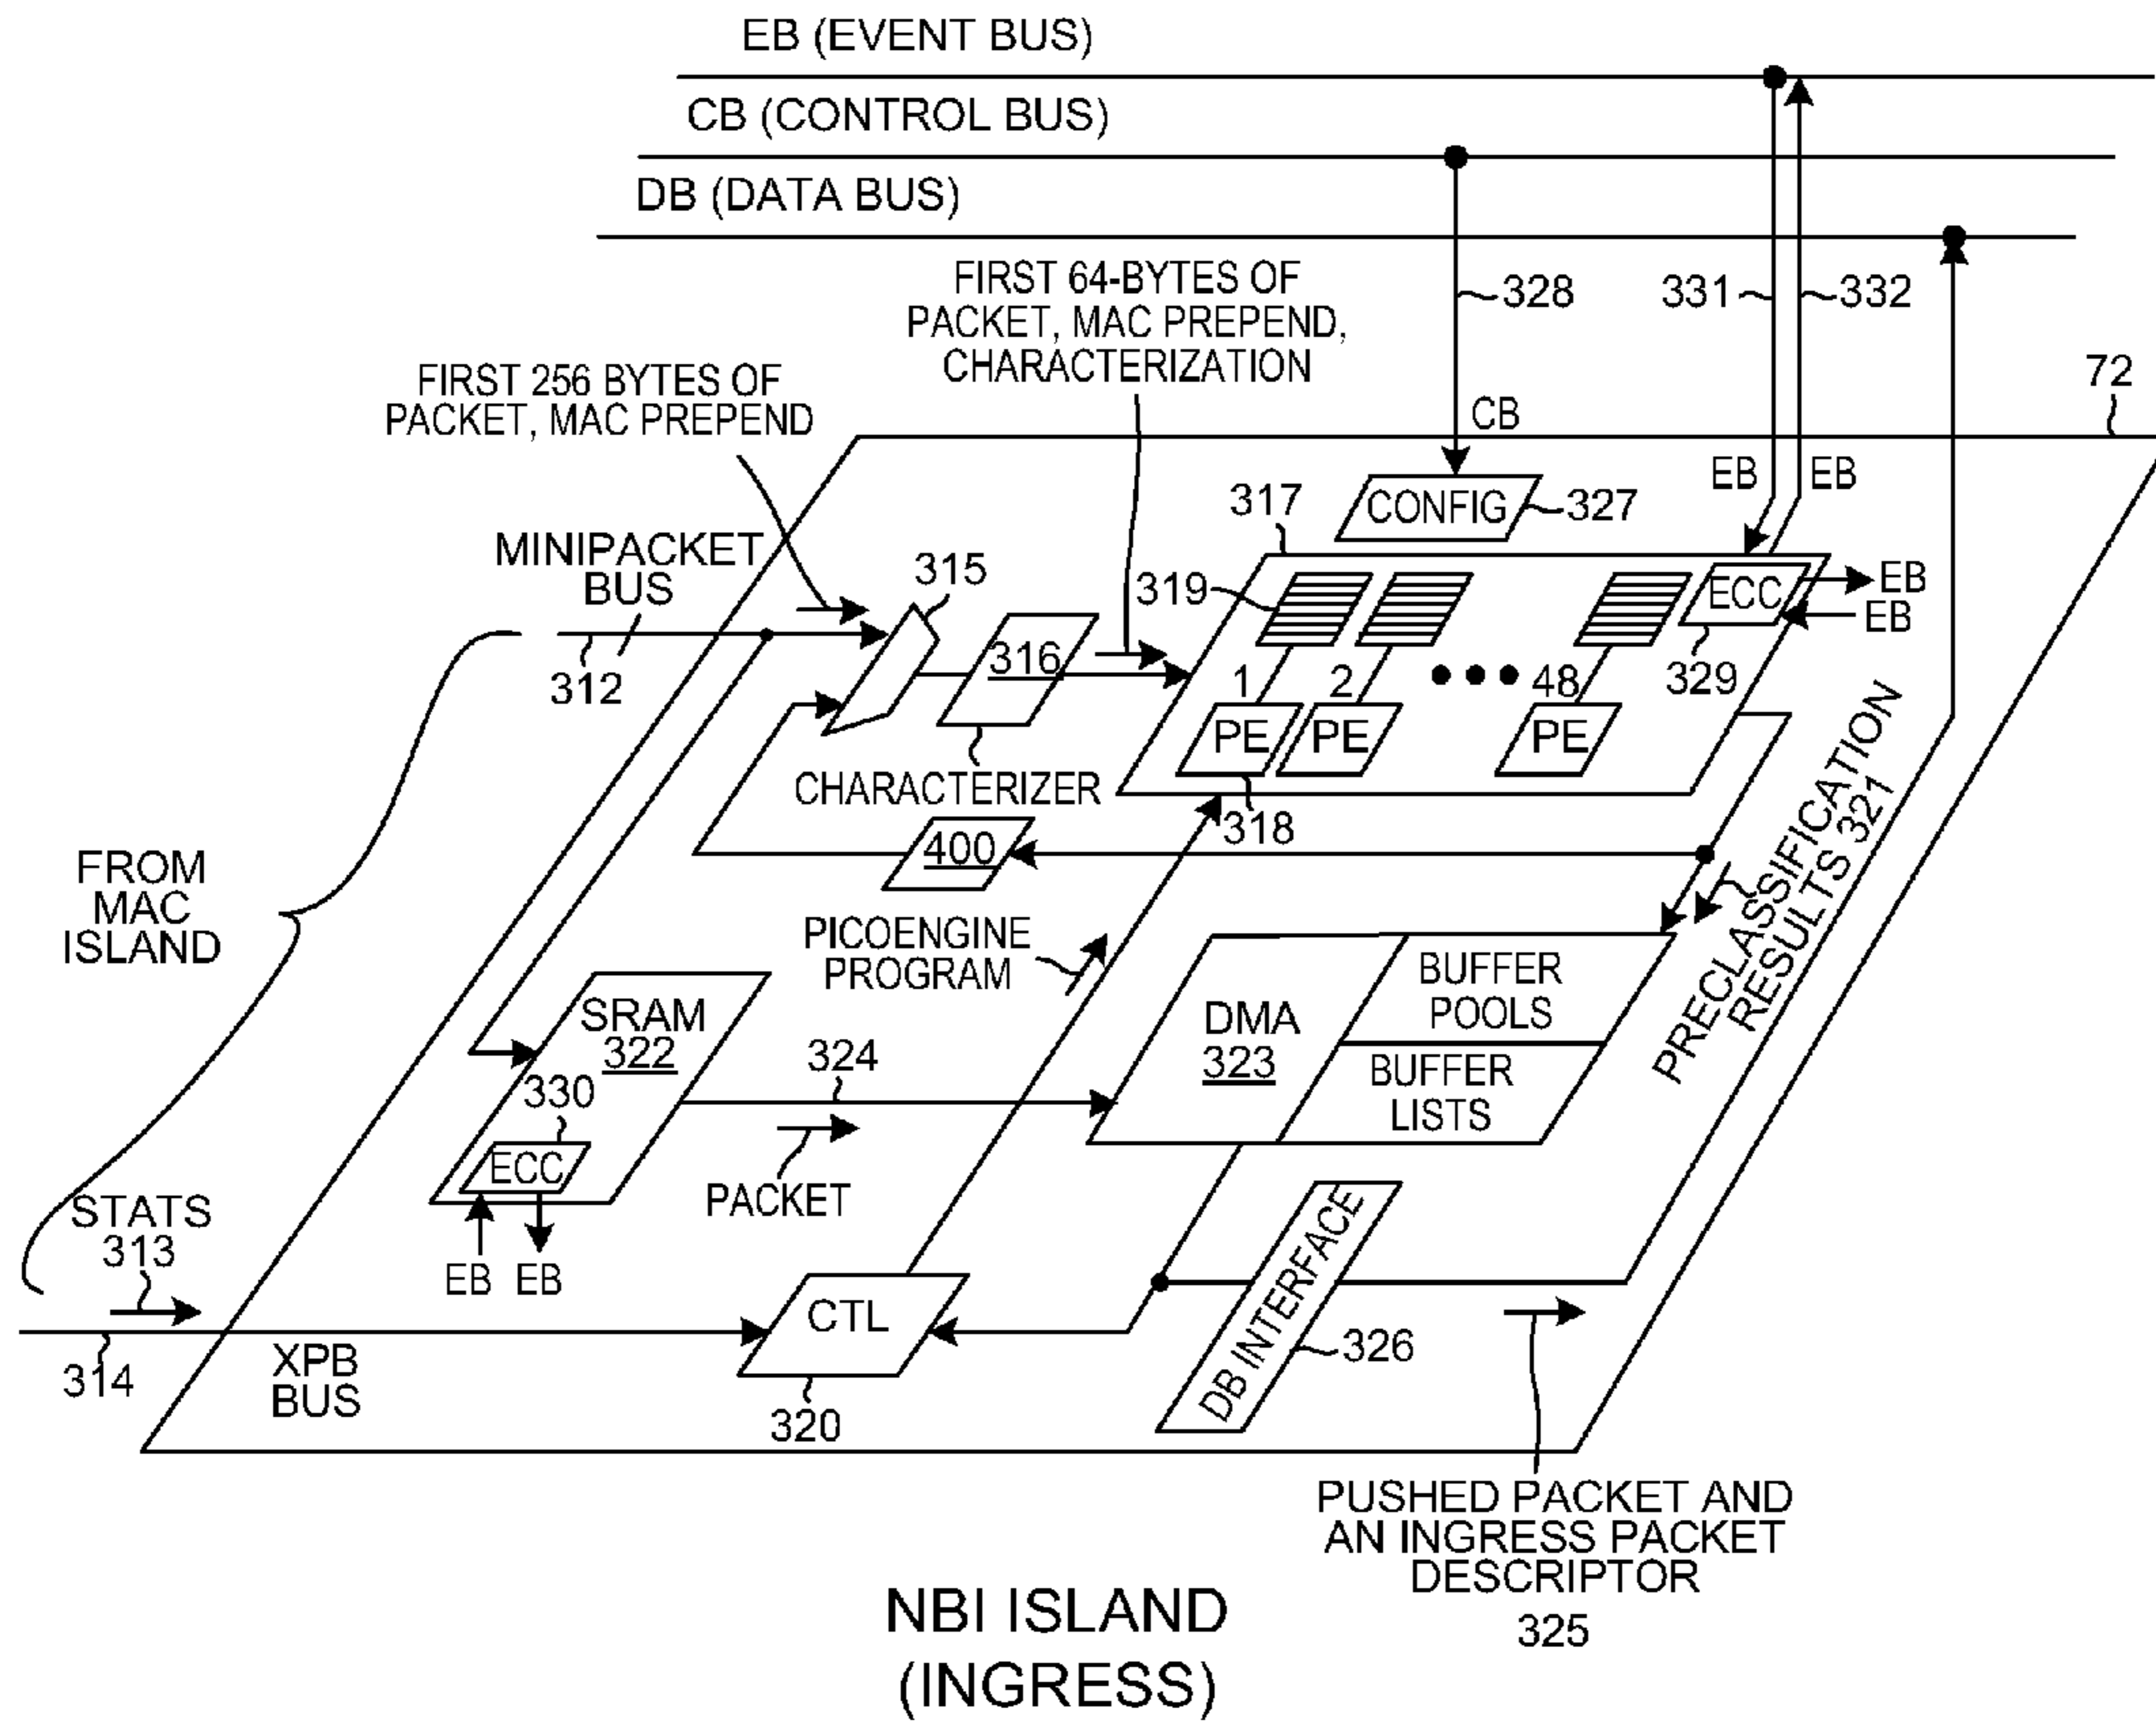 EB (EVENT BUS)
CB (CONTROL BUS)
DB (DATA BUS)
FIRST 64-BYTES OF
PACKET, MAC PREPEND,
CHARACTERIZATION
328
331
332
FIRST 256 BYTES OF
PACKET, MAC PREPEND
72
CB
EB
EB
317
CONFIG
327
MINIPACKET
BUS
315
319
ECC
EB
EB
312
316
1
2
48
329
PE
PE
PE
CHARACTERIZER
318
400
PRECLASSIFICATION
RESULTS 321
FROM
MAC
ISLAND
PICOENGINE
PROGRAM
BUFFER
POOLS
SRAM
322
DMA
323
324
BUFFER
LISTS
330
ECC
PACKET
STATS
313
EB
EB
CTL
DB INTERFACE
326
314
XPB
BUS
320
PUSHED PACKET AND
AN INGRESS PACKET
DESCRIPTOR
325
NBI ISLAND
(INGRESS)